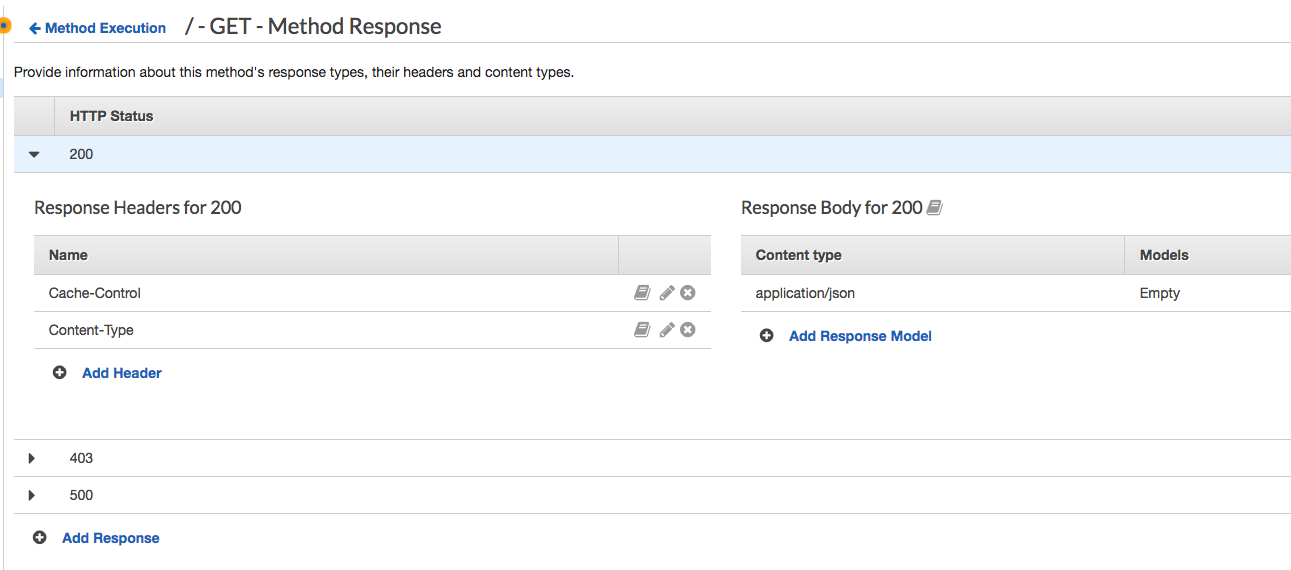 Method Execution / - GET - Method Response
Provide information about this method's response types, their headers and content types.
HTTP Status
200
Response Headers for 200
Name
Cache-Control
Content-Type
Add Header
Response Body for 200
Content type Models
application/json Empty
Add Response Model
403
500
Add Response